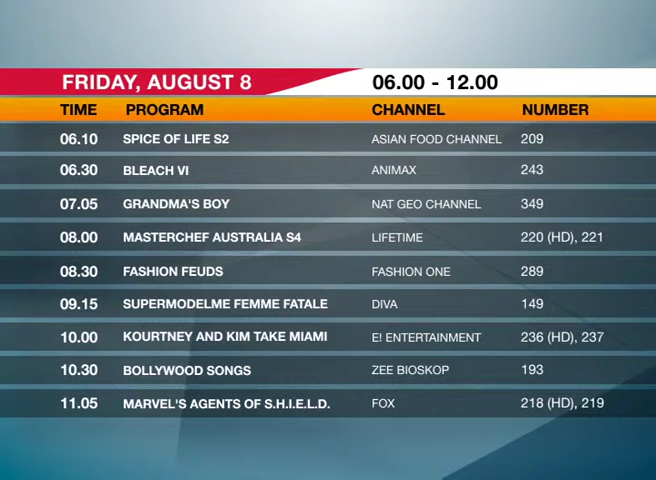 FRIDAY, AUGUST 8 06.00 - 12.00
TIME PROGRAM CHANNEL NUMBER
06.10 SPICE OF LIFE S2 ASIAN FOOD CHANNEL 209
06.30 BLEACH VI ANIMAX 243
07.05 GRANDMA'S BOY NAT GEO CHANNEL 349
08.00 MASTERCHEF AUSTRALIA S4 LIFETIME 220 (HD), 221
08.30 FASHION FEUDS FASHION ONE 289
09.15 SUPERMODELME FEMME FATALE DIVA 149
10.00 KOURTNEY AND KIM TAKE MIAMI E! ENTERTAINMENT 236 (HD), 237
10.30 BOLLYWOOD SONGS ZEE BIOSKOP 193
11.05 MARVEL'S AGENTS OF S.H.I.E.L.D. FOX 218 (HD), 219